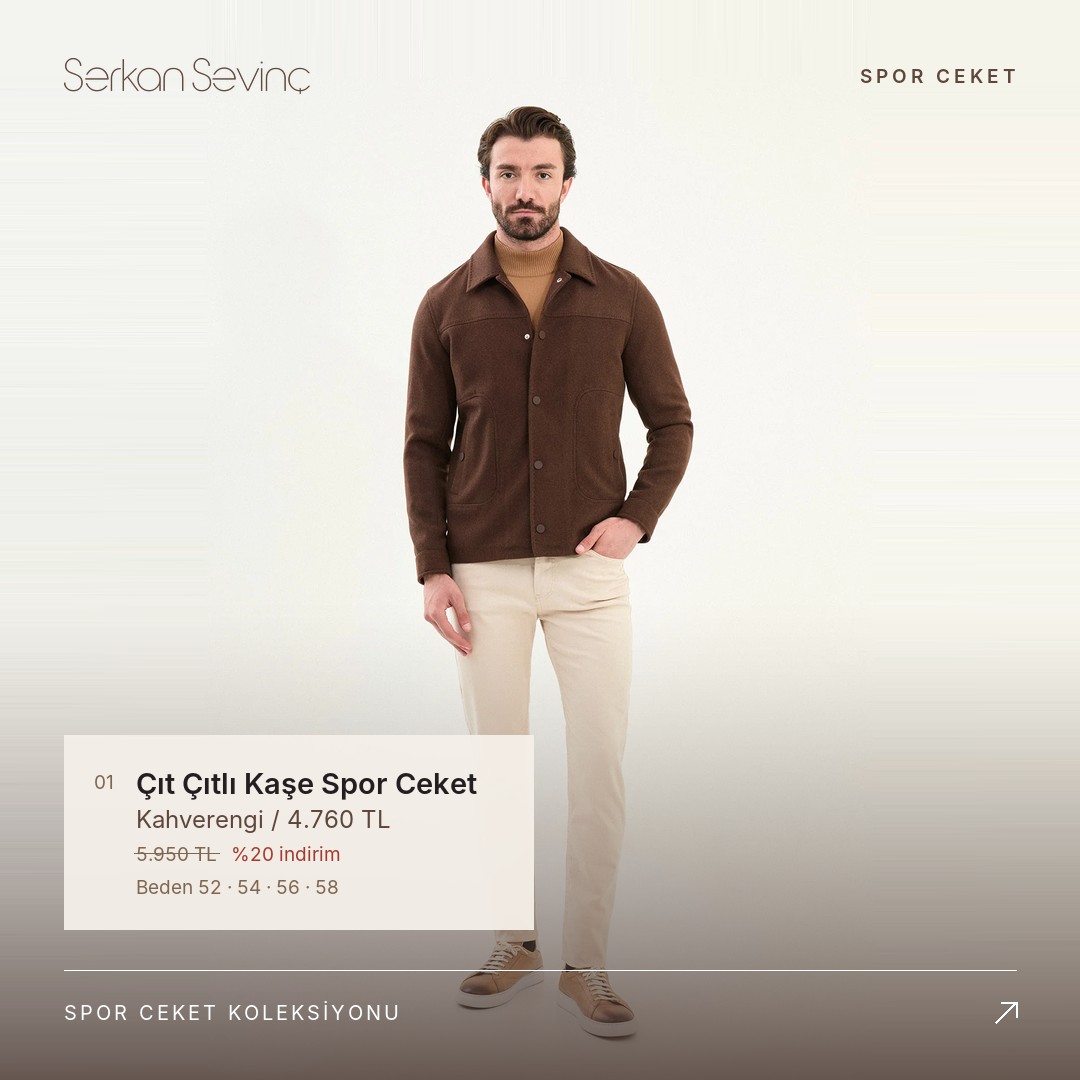 Serkan Sevinç
SPOR CEKET
01
Çıt Çıtlı Kaşe Spor Ceket
Kahverengi / 4.760 TL
5.950 TL %20 indirim
Beden 52 · 54 · 56 · 58
SPOR CEKET KOLEKSİYONU